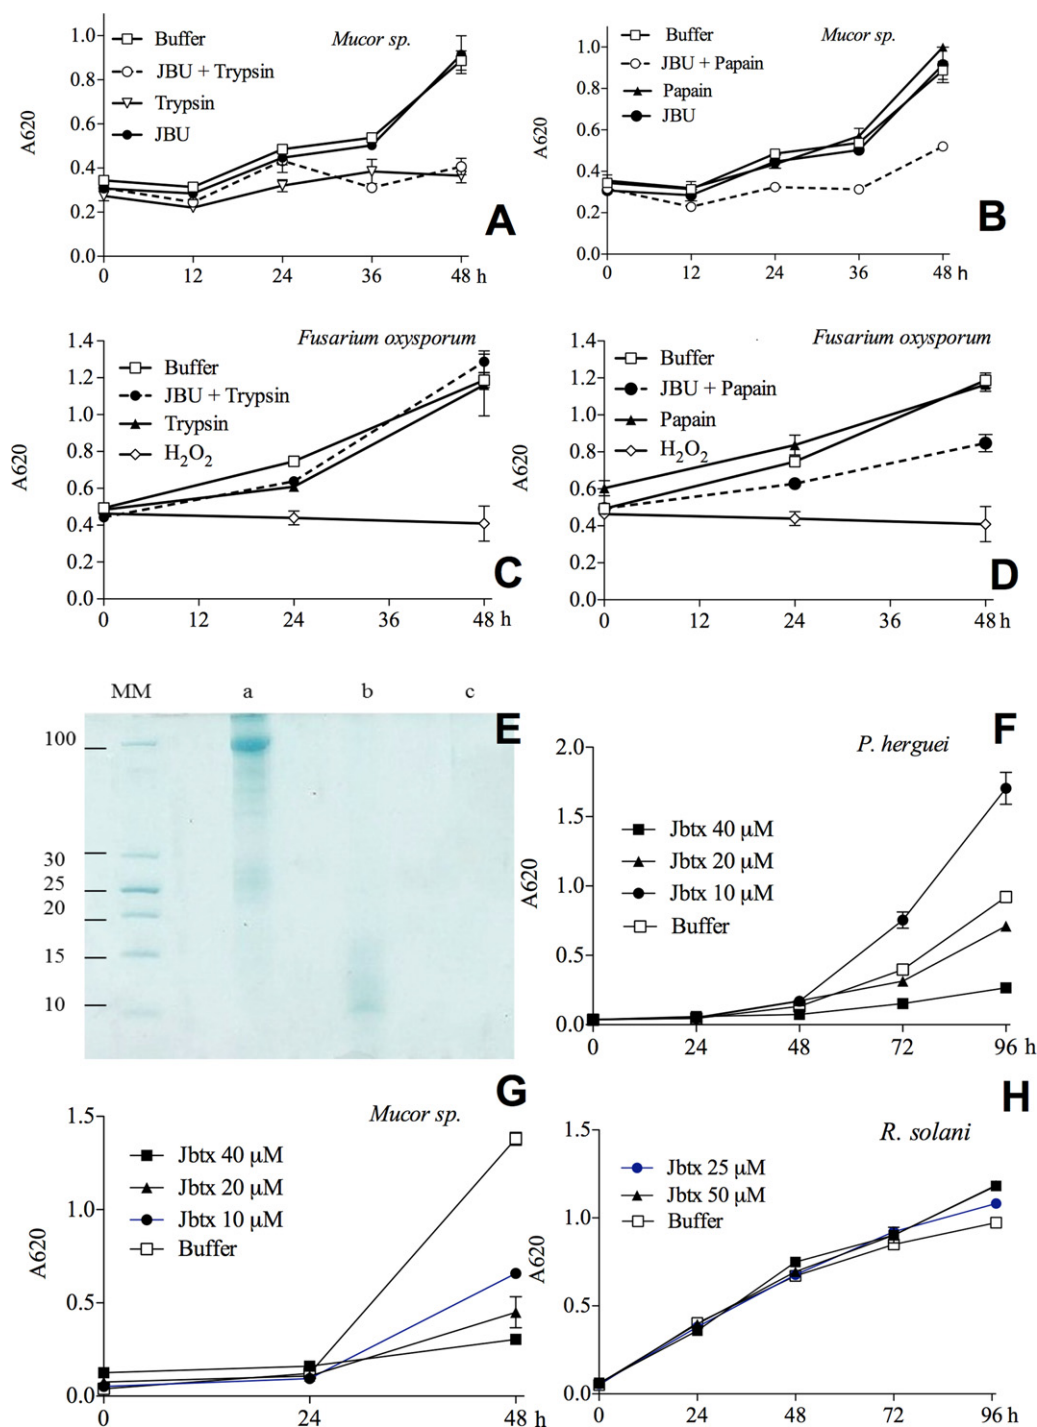 Mucor sp.
Buffer
JBU + Trypsin
Trypsin
JBU
A620
1.0
0.8
0.6
0.4
0.2
0.0
0 12 24 36 48 h
A
Mucor sp.
Buffer
JBU + Papain
Papain
JBU
A620
1.0
0.8
0.6
0.4
0.2
0.0
0 12 24 36 48 h
B
Fusarium oxysporum
Buffer
JBU + Trypsin
Trypsin
H₂O₂
A620
1.4
1.2
1.0
0.8
0.6
0.4
0.2
0.0
0 12 24 36 48 h
C
Fusarium oxysporum
Buffer
JBU + Papain
Papain
H₂O₂
A620
1.4
1.2
1.0
0.8
0.6
0.4
0.2
0.0
0 12 24 36 48 h
D
MM a b c
E
100
30
25
20
15
10
P. herguei
F
Jbtx 40 µM
Jbtx 20 µM
Jbtx 10 µM
Buffer
A620
2.0
1.5
1.0
0.5
0.0
0 24 48 72 96 h
G
Mucor sp.
Jbtx 40 µM
Jbtx 20 µM
Jbtx 10 µM
Buffer
A620
1.5
1.0
0.5
0.0
0 24 48 h
H
R. solani
Jbtx 25 µM
Jbtx 50 µM
Buffer
A620
1.5
1.0
0.5
0.0
0 24 48 72 96 h